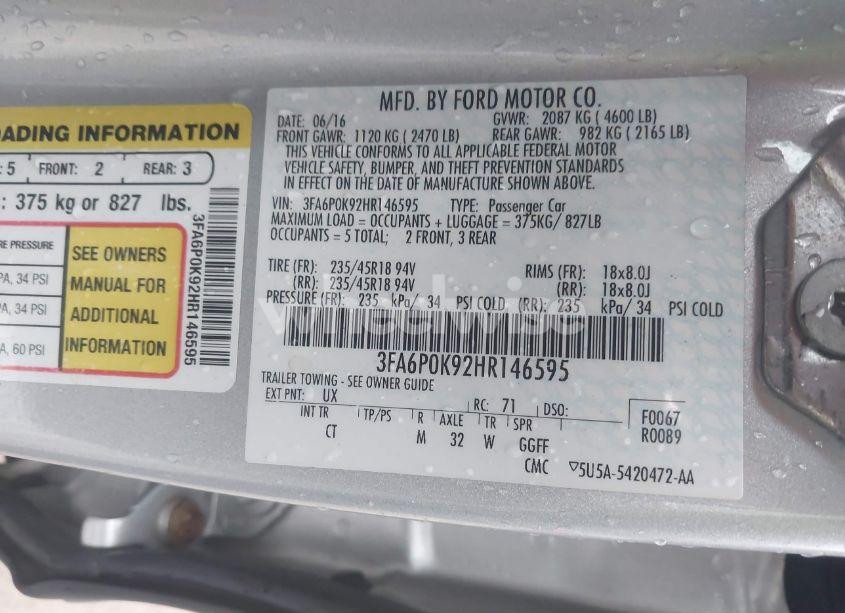 OADING INFORMATION
: 5 FRONT: 2 REAR: 3
: 375 kg or 827 lbs.
RE PRESSURE
PA, 34 PSI
A, 34 PSI
A, 60 PSI
SEE OWNERS
MANUAL FOR
ADDITIONAL
INFORMATION
3FA6P0K92HR146595
MFD. BY FORD MOTOR CO.
DATE: 06/16 GVWR: 2087 KG ( 4600 LB)
FRONT GAWR: 1120 KG ( 2470 LB) REAR GAWR: 982 KG ( 2165 LB)
THIS VEHICLE CONFORMS TO ALL APPLICABLE FEDERAL MOTOR
VEHICLE SAFETY, BUMPER, AND THEFT PREVENTION STANDARDS
IN EFFECT ON THE DATE OF MANUFACTURE SHOWN ABOVE.
VIN: 3FA6P0K92HR146595 TYPE: Passenger Car
MAXIMUM LOAD = OCCUPANTS + LUGGAGE = 375KG/ 827LB
OCCUPANTS = 5 TOTAL; 2 FRONT, 3 REAR
TIRE (FR): 235/45R18 94V RIMS (FR): 18x8.0J
(RR): 235/45R18 94V (RR): 18x8.0J
PRESSURE (FR): 235 kPa/ 34 PSI COLD (RR): 235 kPa/ 34 PSI COLD
wheelwise
3FA6P0K92HR146595
TRAILER TOWING - SEE OWNER GUIDE
EXT PNT: UX RC: 71 DSO: F0067
INT TR TP/PS R AXLE TR SPR R0089
CT M 32 W GGFF
CMC ▽5U5A-5420472-AA